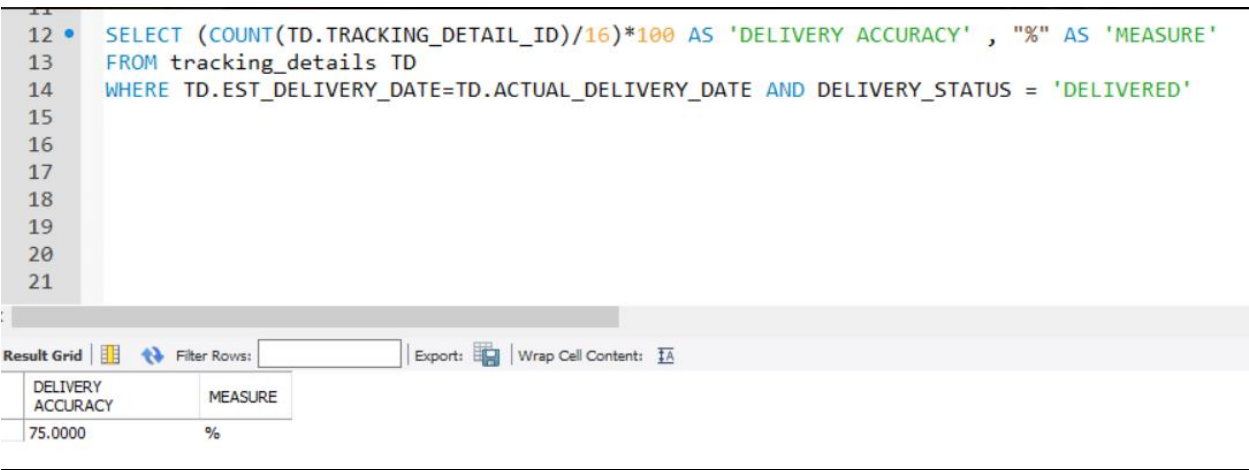 11
12 SELECT (COUNT(TD.TRACKING_DETAIL_ID)/16)*100 AS 'DELIVERY ACCURACY' , "%" AS 'MEASURE'
13 FROM tracking_details TD
14 WHERE TD.EST_DELIVERY_DATE=TD.ACTUAL_DELIVERY_DATE AND DELIVERY_STATUS = 'DELIVERED'
15
16
17
18
19
20
21
Result Grid Filter Rows: Export: Wrap Cell Content: IA
DELIVERY
ACCURACY MEASURE
75.0000 %